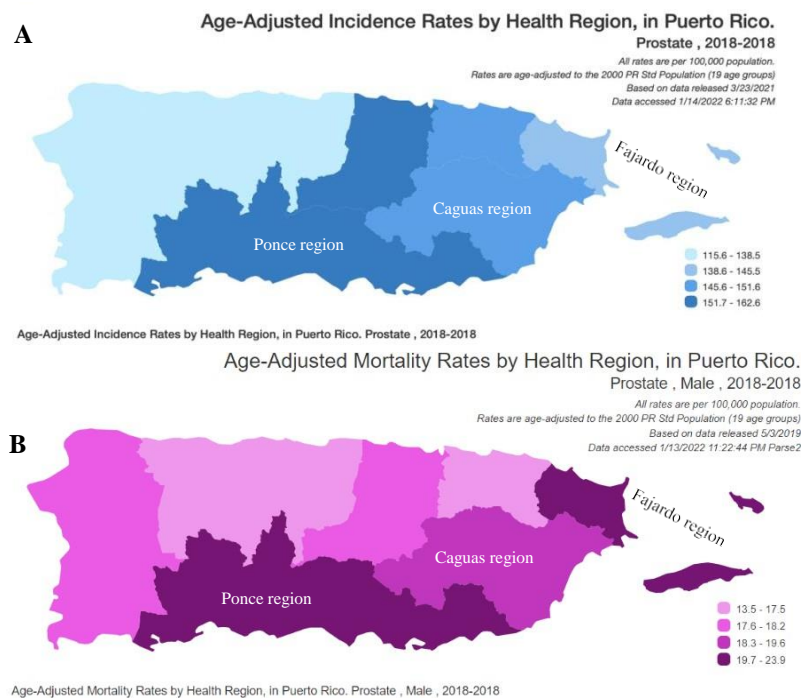 A
Age-Adjusted Incidence Rates by Health Region, in Puerto Rico.
Prostate , 2018-2018
All rates are per 100,000 population.
Rates are age-adjusted to the 2000 PR Std Population (19 age groups)
Based on data released 3/23/2021
Data accessed 1/14/2022 6:11:32 PM
Fajardo region
Caguas region
Ponce region
115.6 - 138.5
138.6 - 145.5
145.6 - 151.6
151.7 - 162.6
Age-Adjusted Incidence Rates by Health Region, in Puerto Rico. Prostate , 2018-2018
Age-Adjusted Mortality Rates by Health Region, in Puerto Rico.
Prostate , Male , 2018-2018
All rates are per 100,000 population.
Rates are age-adjusted to the 2000 PR Std Population (19 age groups)
Based on data released 5/3/2019
Data accessed 1/13/2022 11:22:44 PM Parse2
B
Fajardo region
Caguas region
Ponce region
13.5 - 17.5
17.6 - 18.2
18.3 - 19.6
19.7 - 23.9
Age-Adjusted Mortality Rates by Health Region, in Puerto Rico. Prostate , Male , 2018-2018